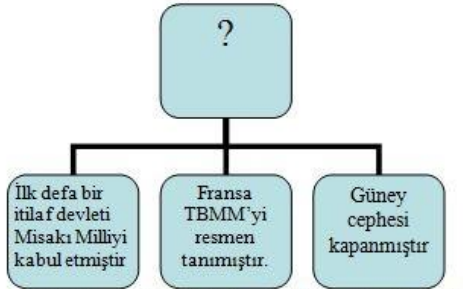 ?
İlk defa bir
itilaf devleti
Misakı Milliyi
kabul etmiştir
Fransa
TBMM'yi
resmen
tanımıştır.
Güney
cephesi
kapanmıştır